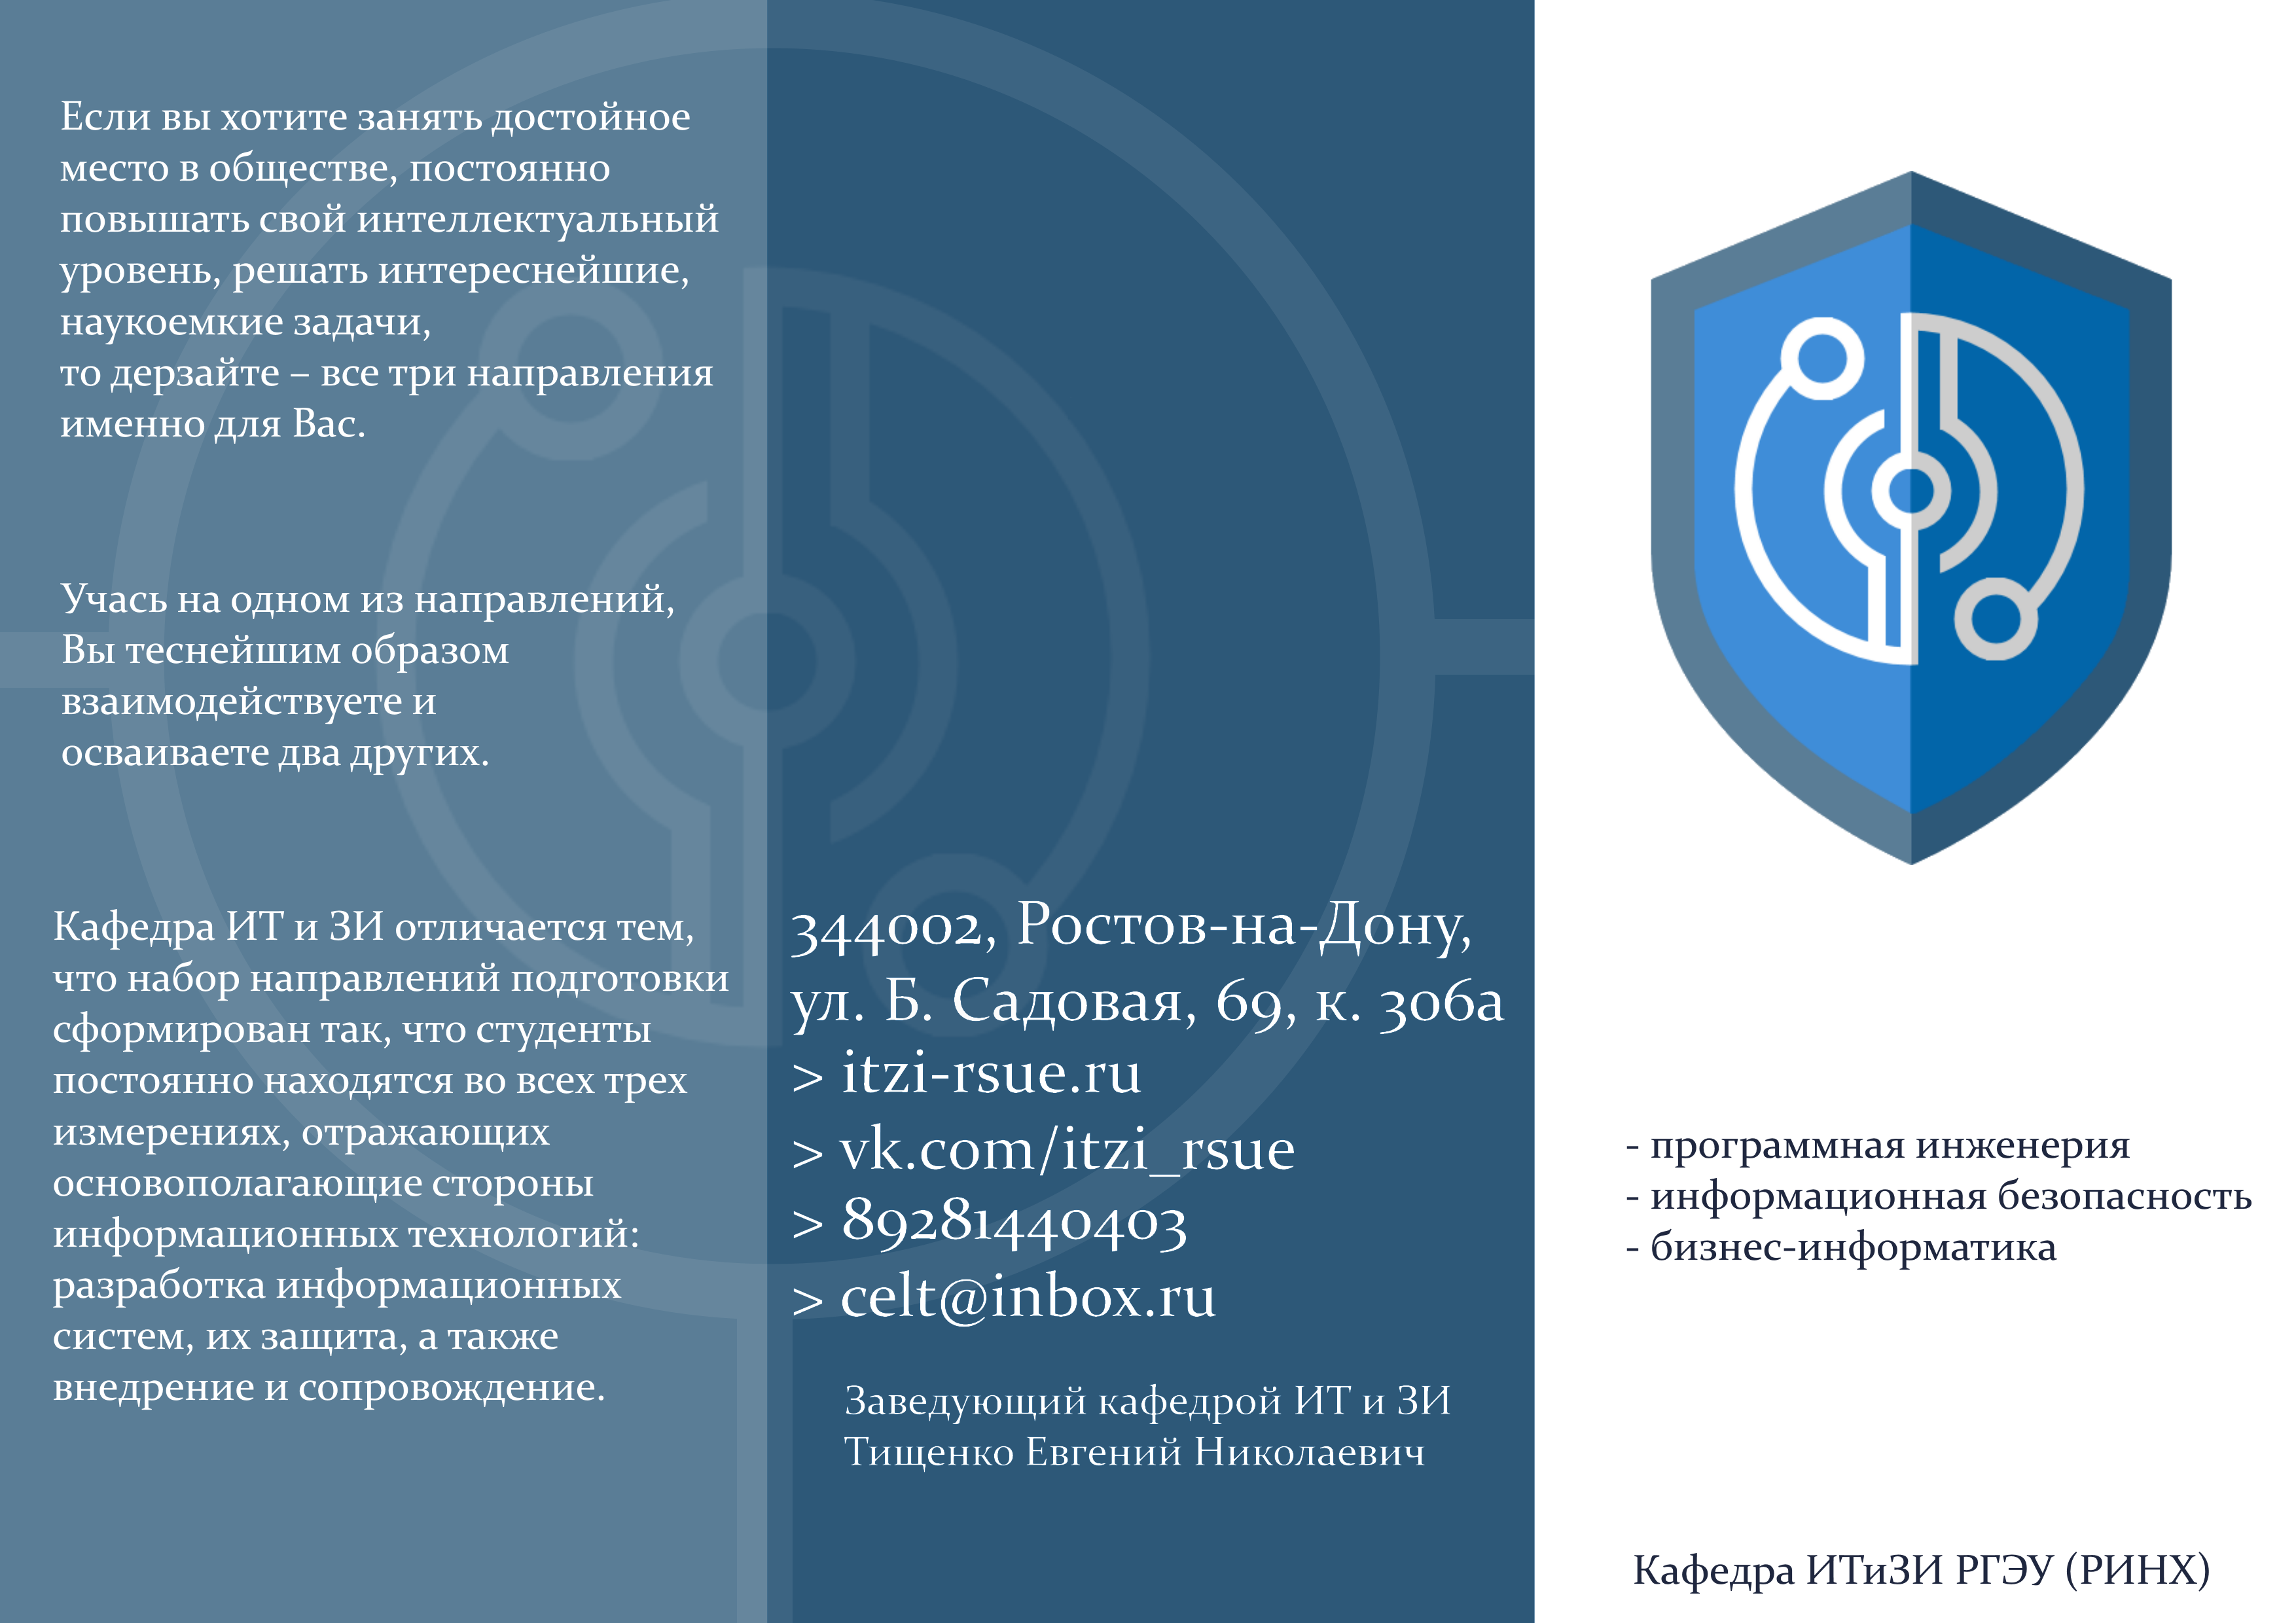 Если вы хотите занять достойное
место в обществе, постоянно
повышать свой интеллектуальный
уровень, решать интереснейшие,
наукоемкие задачи,
то дерзайте – все три направления
именно для Вас.
Учась на одном из направлений,
Вы теснейшим образом
взаимодействуете и
осваиваете два других.
Кафедра ИТ и ЗИ отличается тем,
что набор направлений подготовки
сформирован так, что студенты
постоянно находятся во всех трех
измерениях, отражающих
основополагающие стороны
информационных технологий:
разработка информационных
систем, их защита, а также
внедрение и сопровождение.
344002, Ростов-на-Дону,
ул. Б. Садовая, 69, к. 306а
> itzi-rsue.ru
> vk.com/itzi_rsue
> 89281440403
> celt@inbox.ru
Заведующий кафедрой ИТ и ЗИ
Тищенко Евгений Николаевич
- программная инженерия
- информационная безопасность
- бизнес-информатика
Кафедра ИТиЗИ РГЭУ (РИНХ)